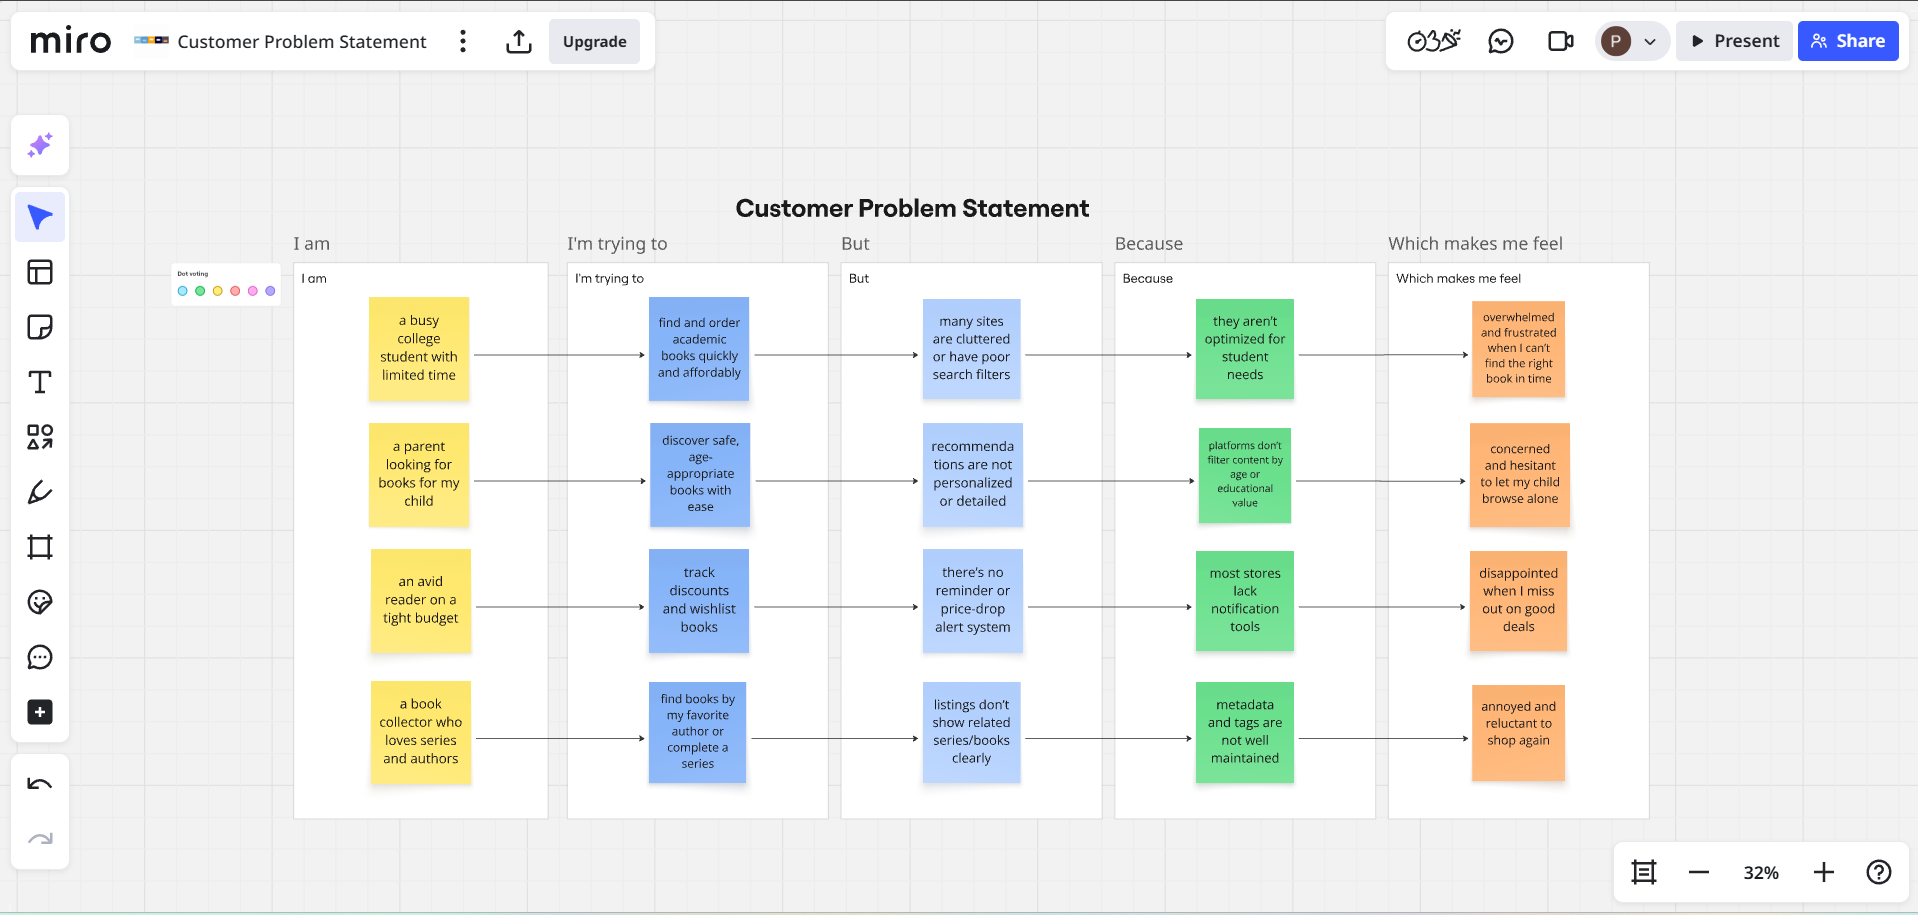 miro
Customer Problem Statement
Upgrade
P
Present
Share
Customer Problem Statement
I am
I'm trying to
But
Because
Which makes me feel
Dot voting
I am
I'm trying to
But
Because
Which makes me feel
a busy
college
student with
limited time
find and order
academic
books quickly
and affordably
many sites
are cluttered
or have poor
search filters
they aren't
optimized for
student
needs
overwhelmed
and frustrated
when I can't
find the right
book in time
a parent
looking for
books for my
child
discover safe,
age-
appropriate
books with
ease
recommenda
tions are not
personalized
or detailed
platforms don't
filter content by
age or
educational
value
concerned
and hesitant
to let my child
browse alone
an avid
reader on a
tight budget
track
discounts
and wishlist
books
there's no
reminder or
price-drop
alert system
most stores
lack
notification
tools
disappointed
when I miss
out on good
deals
a book
collector who
loves series
and authors
find books by
my favorite
author or
complete a
series
listings don't
show related
series/books
clearly
metadata
and tags are
not well
maintained
annoyed and
reluctant to
shop again
32%